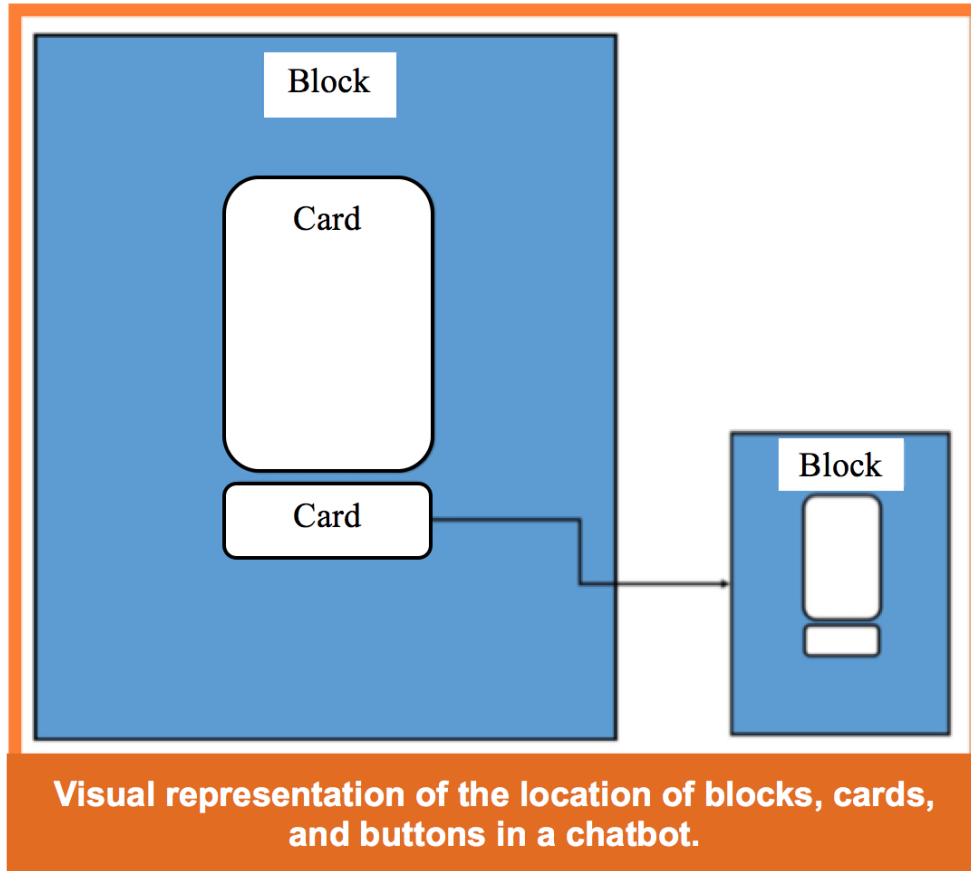 Block
Card
Card
Block
Visual representation of the location of blocks, cards,
and buttons in a chatbot.